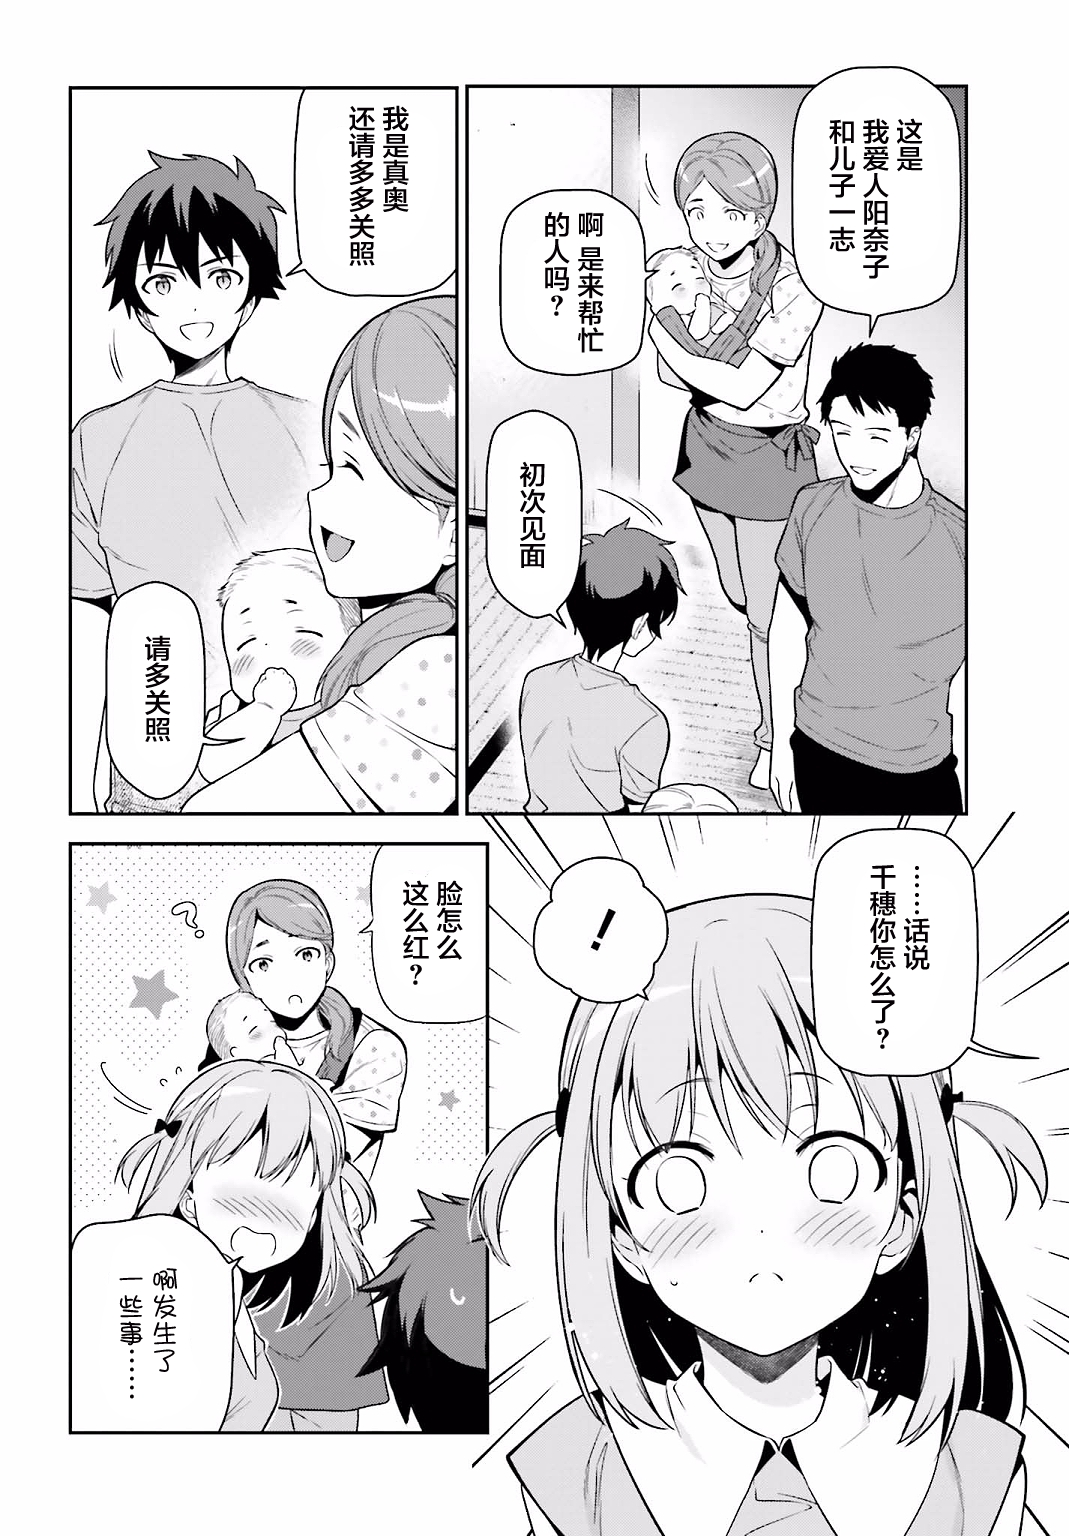 这是
我爱人阳奈子
和儿子一志
啊 是来帮忙
的人吗?
初次见面
我是真奥
还请多多关照
请多关照
……话说
千穗你怎么了?
!
脸怎么
这么红?
?
啊发生了
一些事……